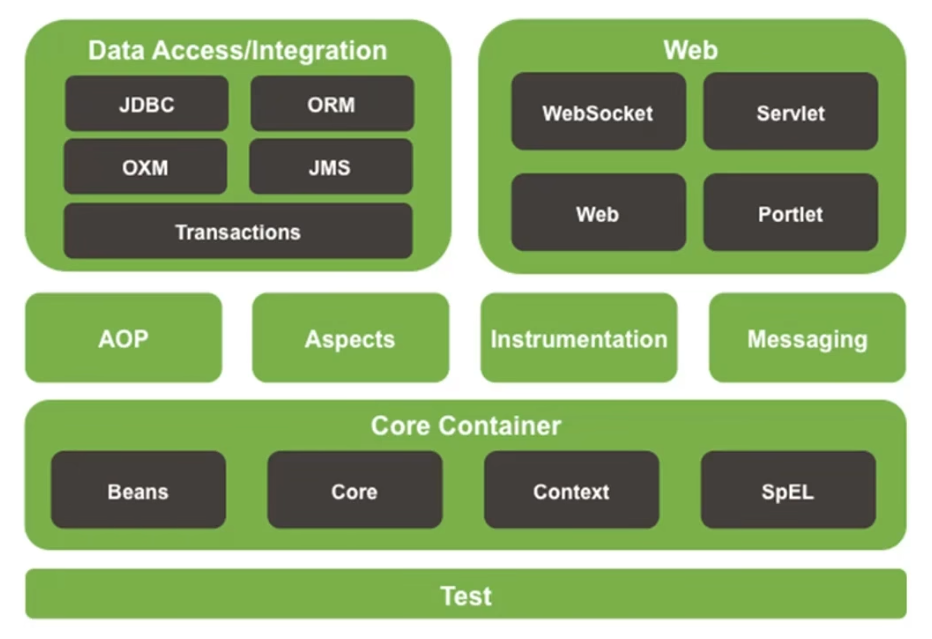 Data Access/Integration
JDBC
ORM
OXM
JMS
Transactions
Web
WebSocket
Servlet
Web
Portlet
AOP
Aspects
Instrumentation
Messaging
Core Container
Beans
Core
Context
SpEL
Test